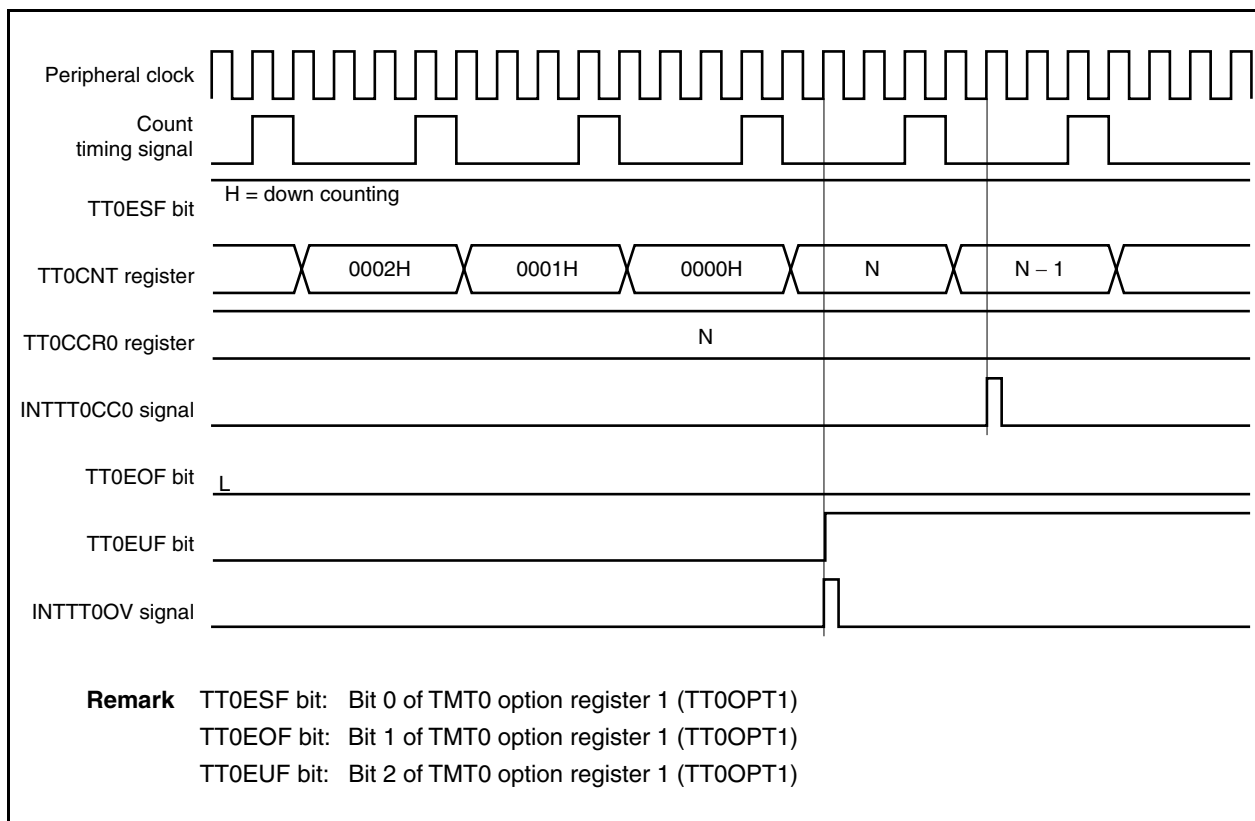 Peripheral clock
Count
timing signal
H = down counting
TT0ESF bit
TT0CNT register
0002H
0001H
0000H
N
N − 1
TT0CCR0 register
N
INTTT0CC0 signal
TT0EOF bit
L
TT0EUF bit
INTTT0OV signal
Remark TT0ESF bit: Bit 0 of TMT0 option register 1 (TT0OPT1)
TT0EOF bit: Bit 1 of TMT0 option register 1 (TT0OPT1)
TT0EUF bit: Bit 2 of TMT0 option register 1 (TT0OPT1)